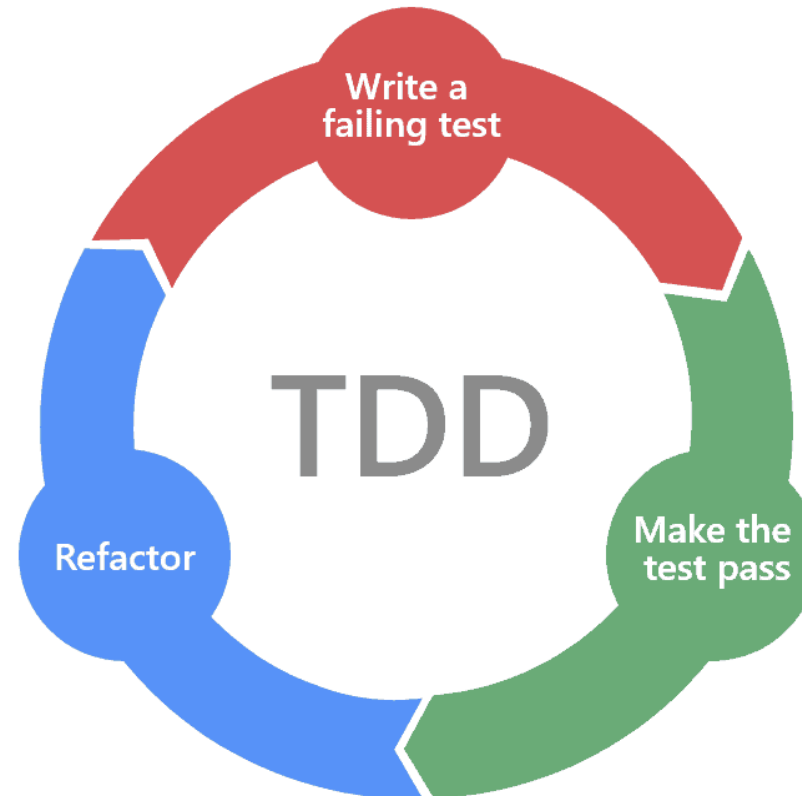 Write a
failing test
TDD
Make the
test pass
Refactor